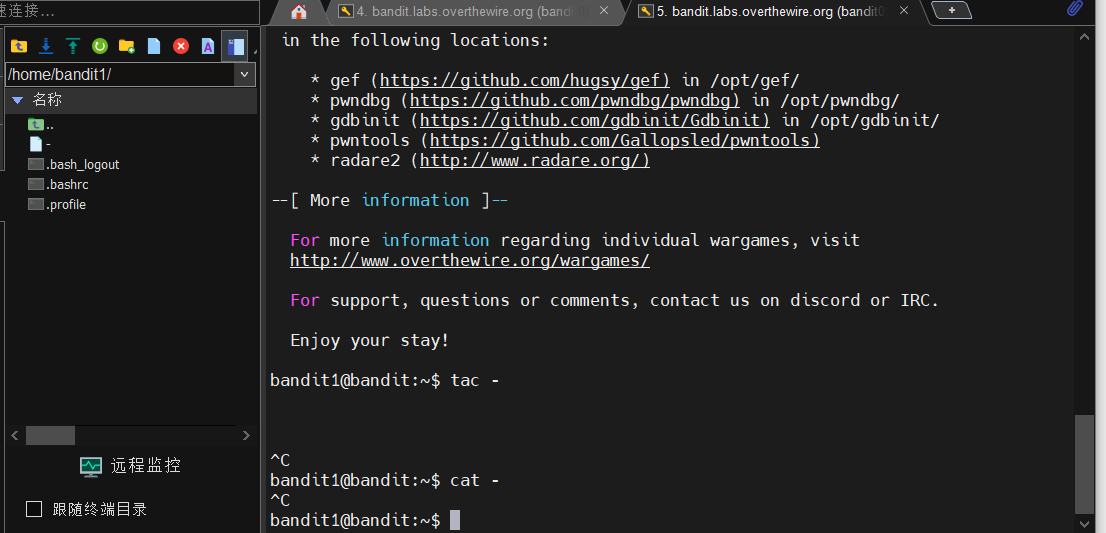 速连接...
4. bandit.labs.overthewire.org (band
5. bandit.labs.overthewire.org (bandit0
/home/bandit1/
名称
..
-
.bash_logout
.bashrc
.profile
远程监控
跟随终端目录
in the following locations:
* gef (https://github.com/hugsy/gef) in /opt/gef/
* pwndbg (https://github.com/pwndbg/pwndbg) in /opt/pwndbg/
* gdbinit (https://github.com/gdbinit/Gdbinit) in /opt/gdbinit/
* pwntools (https://github.com/Gallopsled/pwntools)
* radare2 (http://www.radare.org/)
--[ More information ]--
For more information regarding individual wargames, visit
http://www.overthewire.org/wargames/
For support, questions or comments, contact us on discord or IRC.
Enjoy your stay!
bandit1@bandit:~$ tac -
^C
bandit1@bandit:~$ cat -
^C
bandit1@bandit:~$